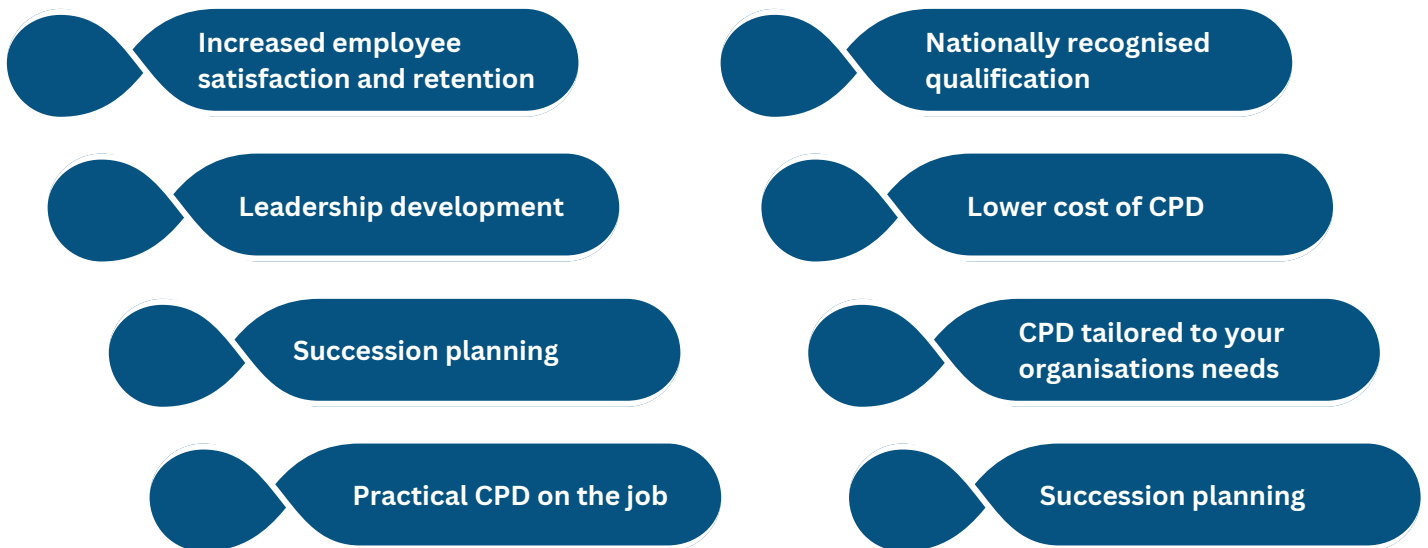 Increased employee
satisfaction and retention
Leadership development
Succession planning
Practical CPD on the job
Nationally recognised
qualification
Lower cost of CPD
CPD tailored to your
organisations needs
Succession planning